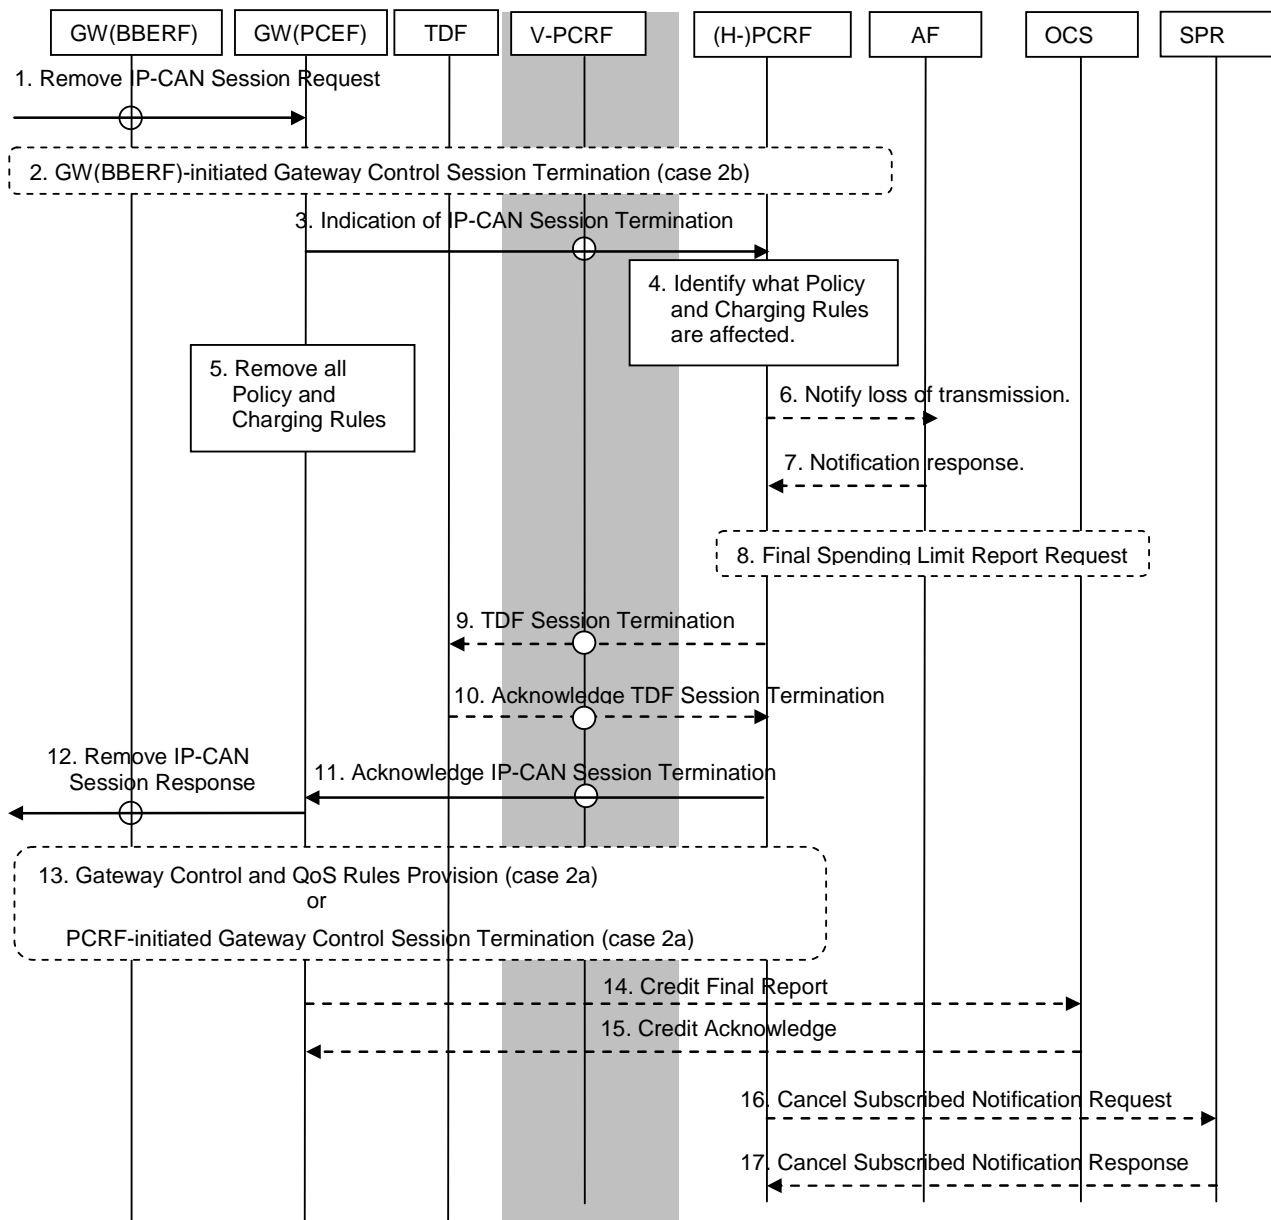 GW(BBERF)
GW(PCEF)
TDF
V-PCRF
(H-)PCRF
AF
OCS
SPR
1. Remove IP-CAN Session Request
2. GW(BBERF)-initiated Gateway Control Session Termination (case 2b)
3. Indication of IP-CAN Session Termination
4. Identify what Policy
and Charging Rules
are affected.
5. Remove all
Policy and
Charging Rules
6. Notify loss of transmission.
7. Notification response.
8. Final Spending Limit Report Request
9. TDF Session Termination
10. Acknowledge TDF Session Termination
12. Remove IP-CAN
Session Response
11. Acknowledge IP-CAN Session Termination
13. Gateway Control and QoS Rules Provision (case 2a)
or
PCRF-initiated Gateway Control Session Termination (case 2a)
14. Credit Final Report
15. Credit Acknowledge
16. Cancel Subscribed Notification Request
17. Cancel Subscribed Notification Response